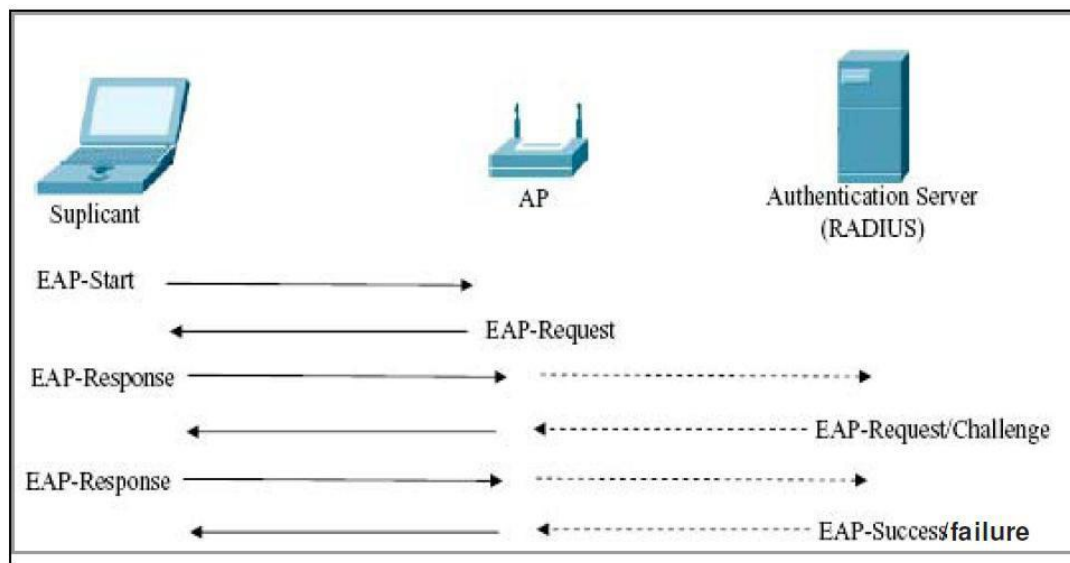 Suplicant
AP
Authentication Server
(RADIUS)
EAP-Start
EAP-Request
EAP-Response
EAP-Request/Challenge
EAP-Response
EAP-Success/failure